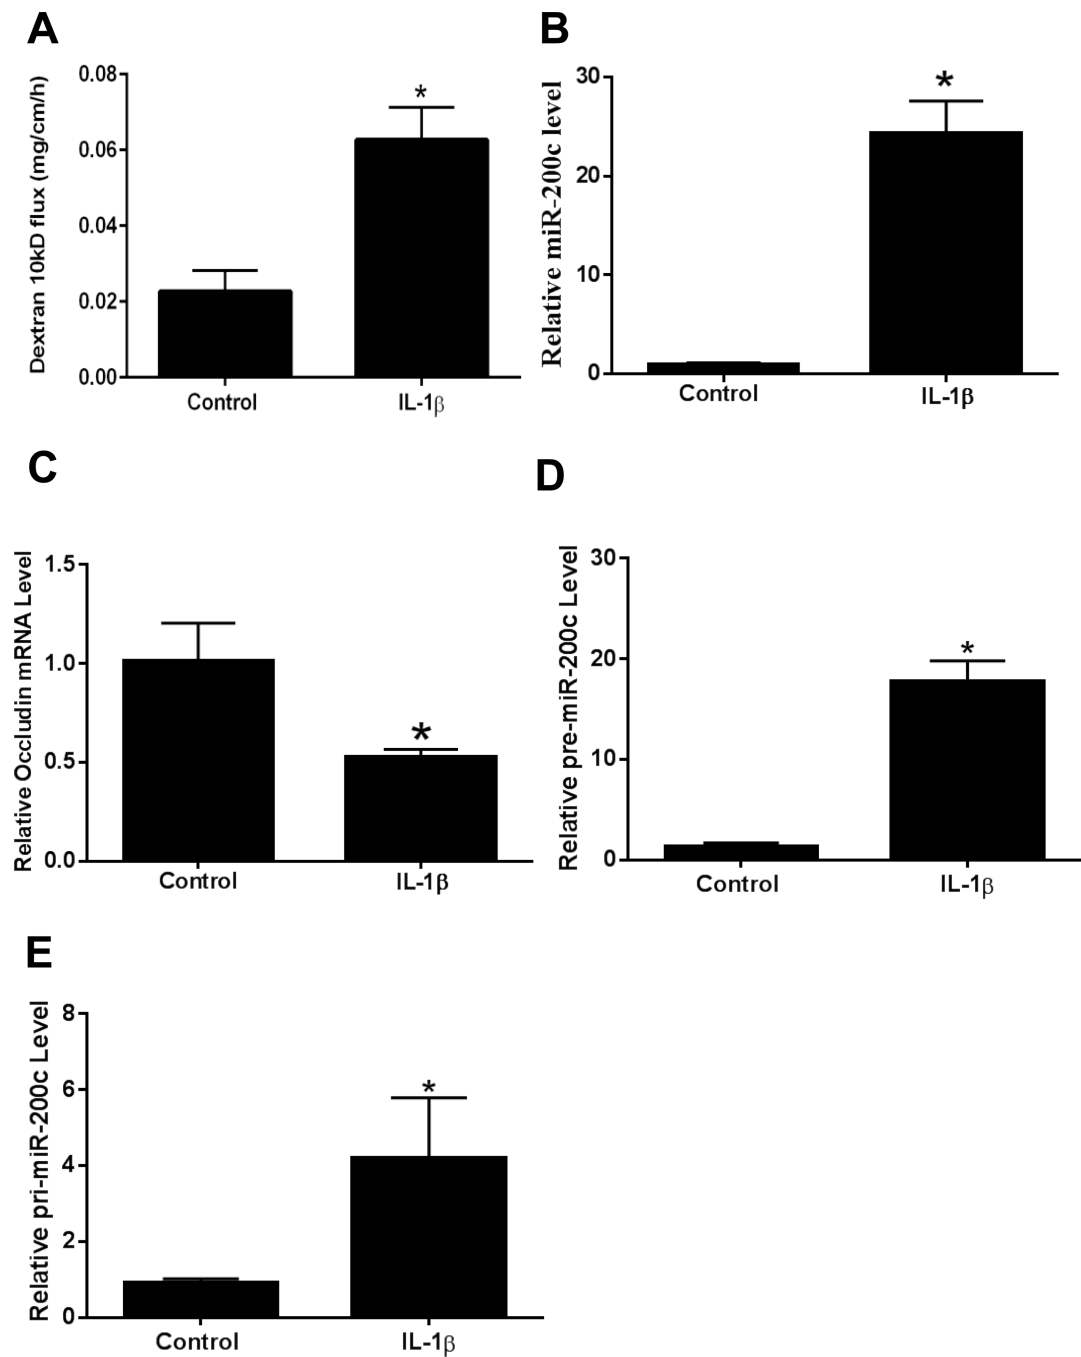 A
Dextran 10kD flux (mg/cm/h)
0.08
0.06
0.04
0.02
0.00
*
Control
IL-1β
B
Relative miR-200c level
30
20
10
0
*
Control
IL-1β
C
Relative Occludin mRNA Level
1.5
1.0
0.5
0.0
*
Control
IL-1β
D
Relative pre-miR-200c Level
30
20
10
0
*
Control
IL-1β
E
Relative pri-miR-200c Level
8
6
4
2
0
*
Control
IL-1β